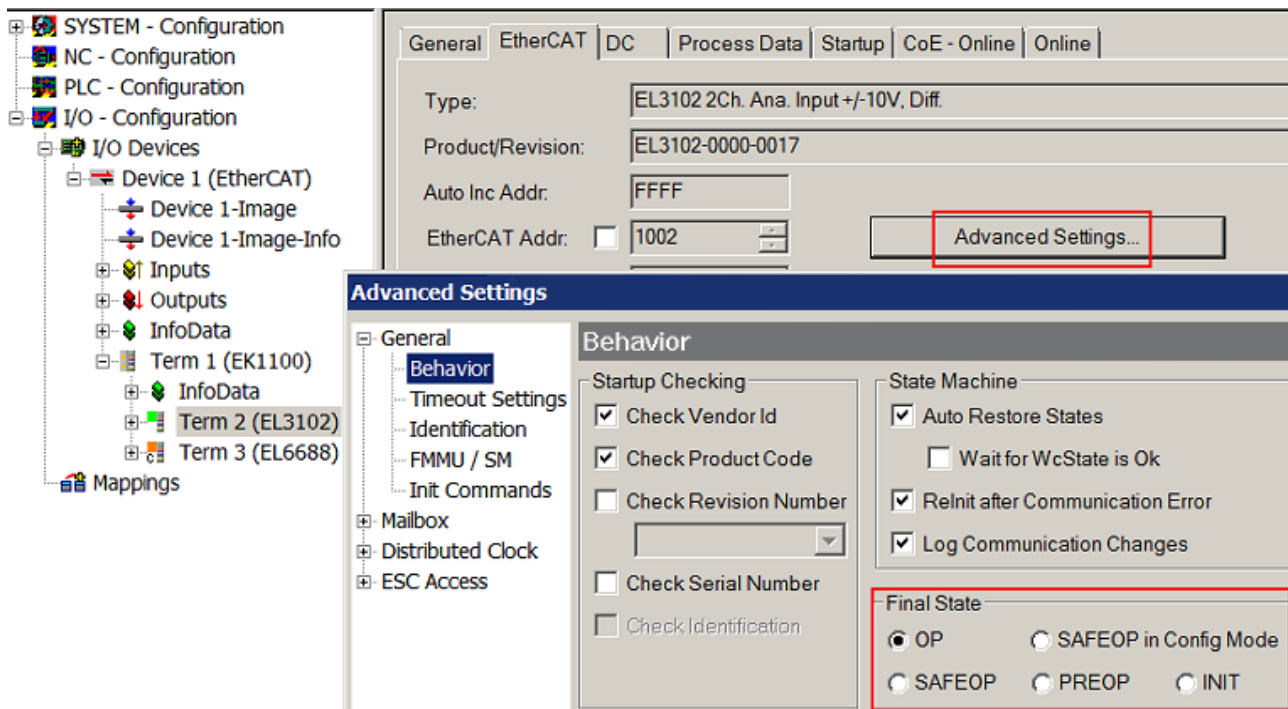 SYSTEM - Configuration
NC - Configuration
PLC - Configuration
I/O - Configuration
I/O Devices
Device 1 (EtherCAT)
Device 1-Image
Device 1-Image-Info
Inputs
Outputs
InfoData
Term 1 (EK1100)
InfoData
Term 2 (EL3102)
Term 3 (EL6688)
Mappings
General EtherCAT DC Process Data Startup CoE - Online Online
Type: EL3102 2Ch. Ana. Input +/-10V, Diff.
Product/Revision: EL3102-0000-0017
Auto Inc Addr: FFFF
EtherCAT Addr: 1002 Advanced Settings...
Advanced Settings
General
Behavior
Timeout Settings
Identification
FMMU / SM
Init Commands
Mailbox
Distributed Clock
ESC Access
Behavior
Startup Checking
Check Vendor Id
Check Product Code
Check Revision Number
Check Serial Number
Check Identification
State Machine
Auto Restore States
Wait for WcState is Ok
ReInit after Communication Error
Log Communication Changes
Final State
OP SAFEOP in Config Mode
SAFEOP PREOP INIT